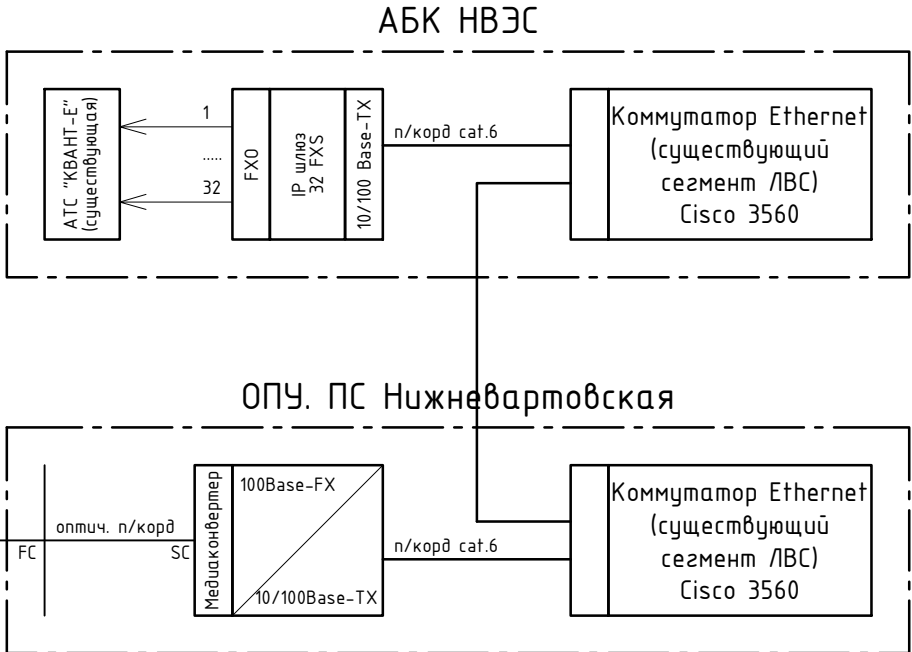 АБК НВЭС
АТС "КВАНТ-Е"
(существующая)
1
.....
32
FXO
IP шлюз
32 FXS
10/100 Base-TX
п/корд cat.6
Коммутатор Ethernet
(существующий
сегмент ЛВС)
Cisco 3560
ОПУ. ПС Нижневартовская
FC
оптич. п/корд
SC
Медиаконвертер
100Base-FX
10/100Base-TX
п/корд cat.6
Коммутатор Ethernet
(существующий
сегмент ЛВС)
Cisco 3560